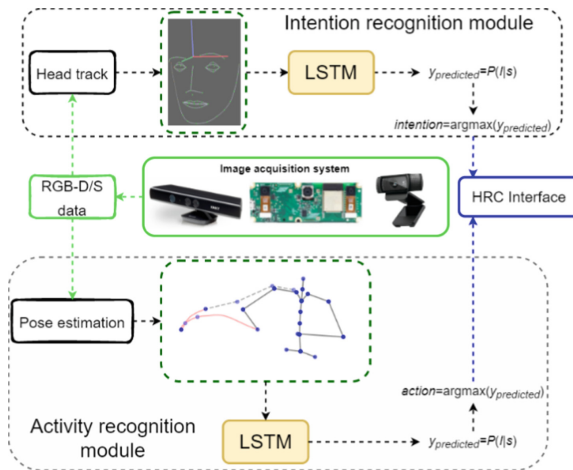 Intention recognition module
Head track
LSTM
y_predicted=P(I|s)
intention=argmax(y_predicted)
Image acquisition system
RGB-D/S
data
HRC Interface
Pose estimation
action=argmax(y_predicted)
Activity recognition
module
LSTM
y_predicted=P(I|s)